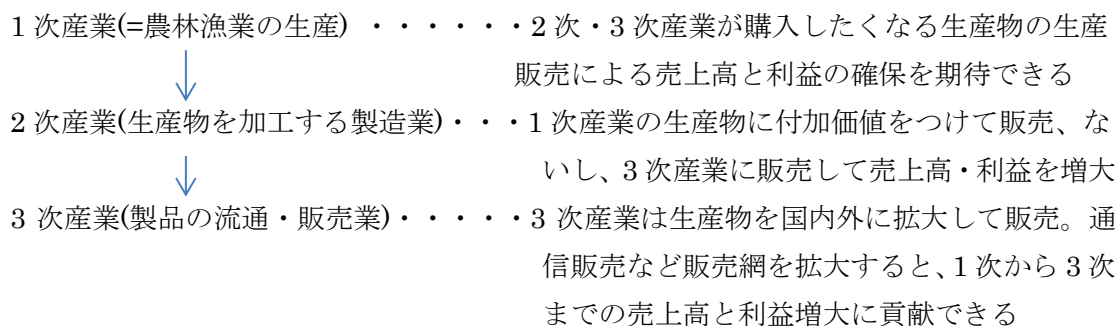 1 次産業(=農林漁業の生産) ・・・・・・2 次・3 次産業が購入したくなる生産物の生産
販売による売上高と利益の確保を期待できる
2 次産業(生産物を加工する製造業)・・・1 次産業の生産物に付加価値をつけて販売、な
いし、3 次産業に販売して売上高・利益を増大
3 次産業(製品の流通・販売業)・・・・・3 次産業は生産物を国内外に拡大して販売。通
信販売など販売網を拡大すると、1 次から 3 次
までの売上高と利益増大に貢献できる